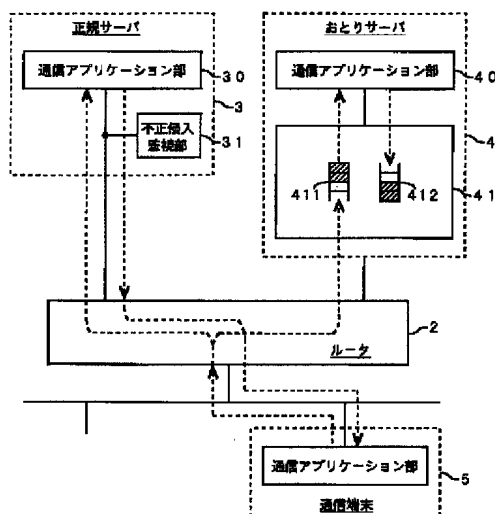 正規サーバ
通信アプリケーション部
30
3
不正侵入
監視部
31
おとりサーバ
通信アプリケーション部
40
4
411
412
41
2
ルータ
通信アプリケーション部
5
通信端末